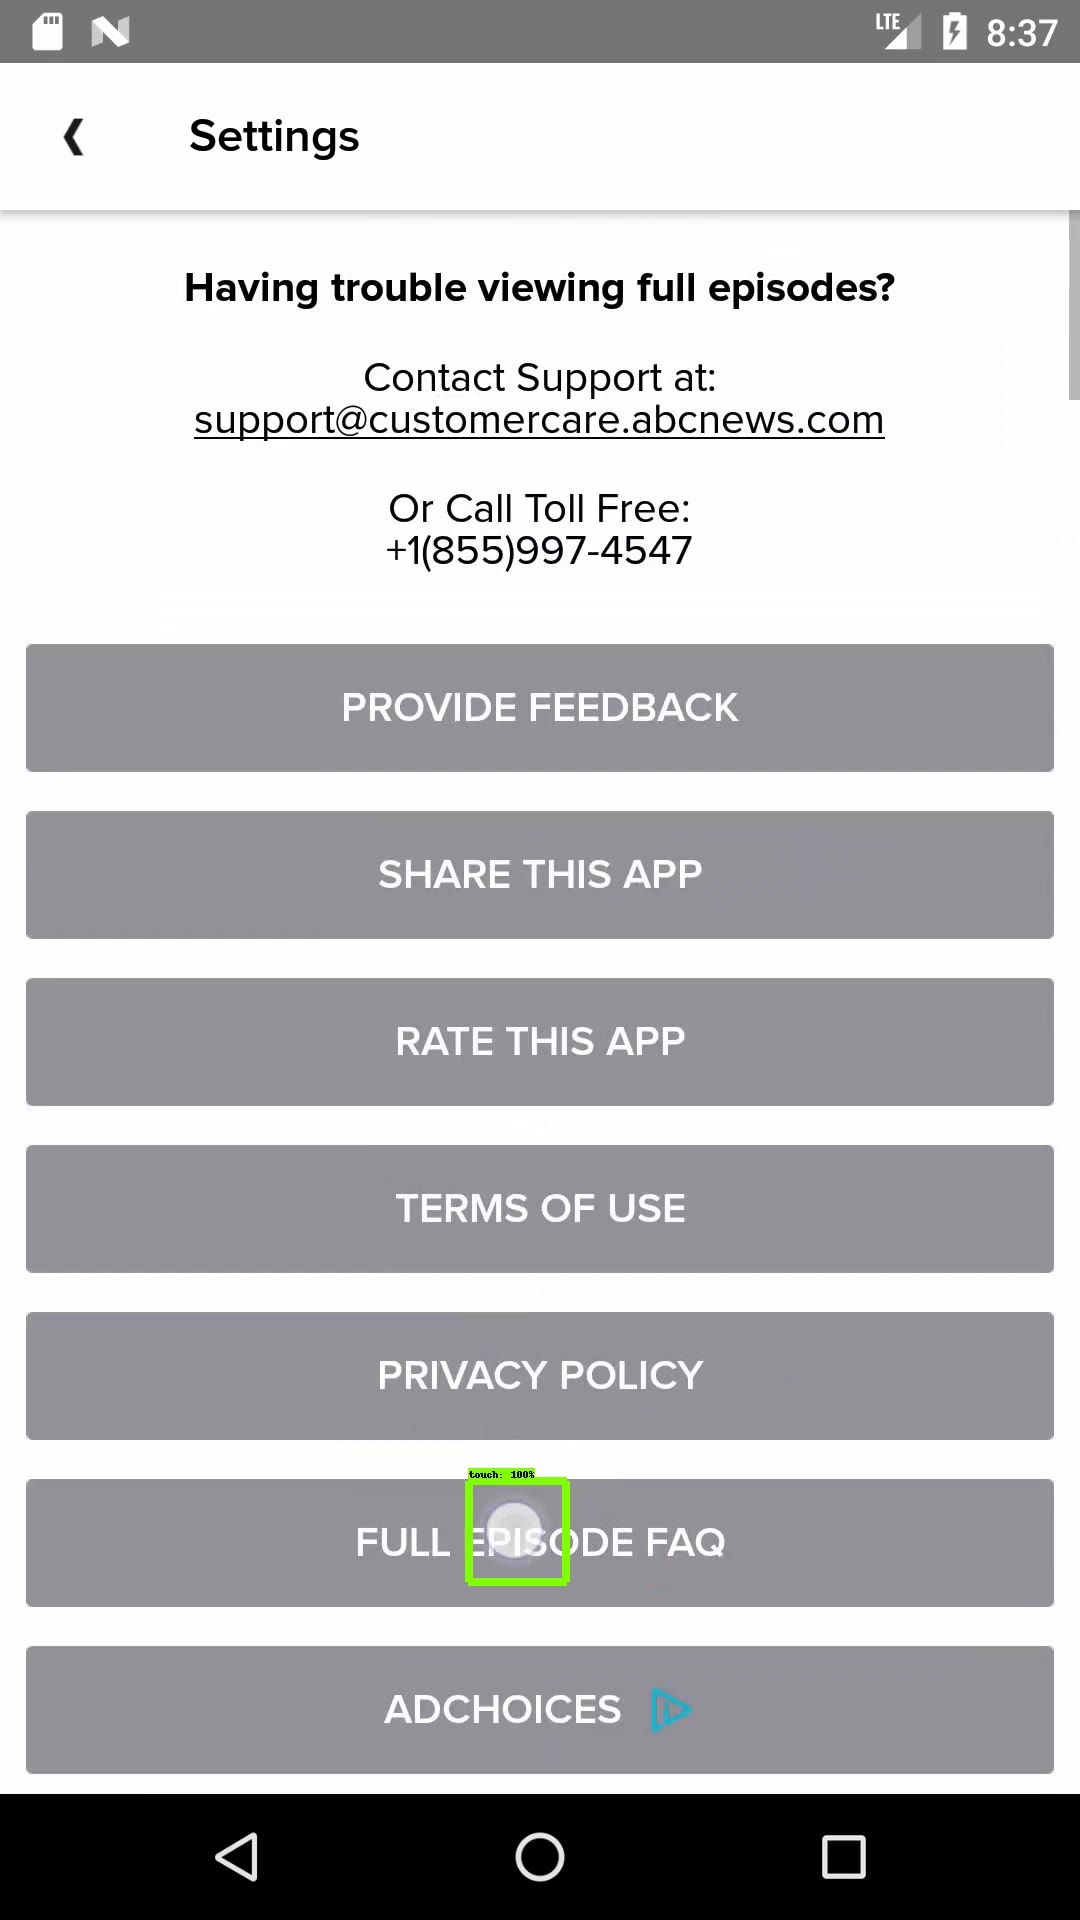 LTE 8:37
Settings
Having trouble viewing full episodes?
Contact Support at:
support@customercare.abcnews.com
Or Call Toll Free:
+1(855)997-4547
PROVIDE FEEDBACK
SHARE THIS APP
RATE THIS APP
TERMS OF USE
PRIVACY POLICY
touch: 100%
FULL EPISODE FAQ
ADCHOICES